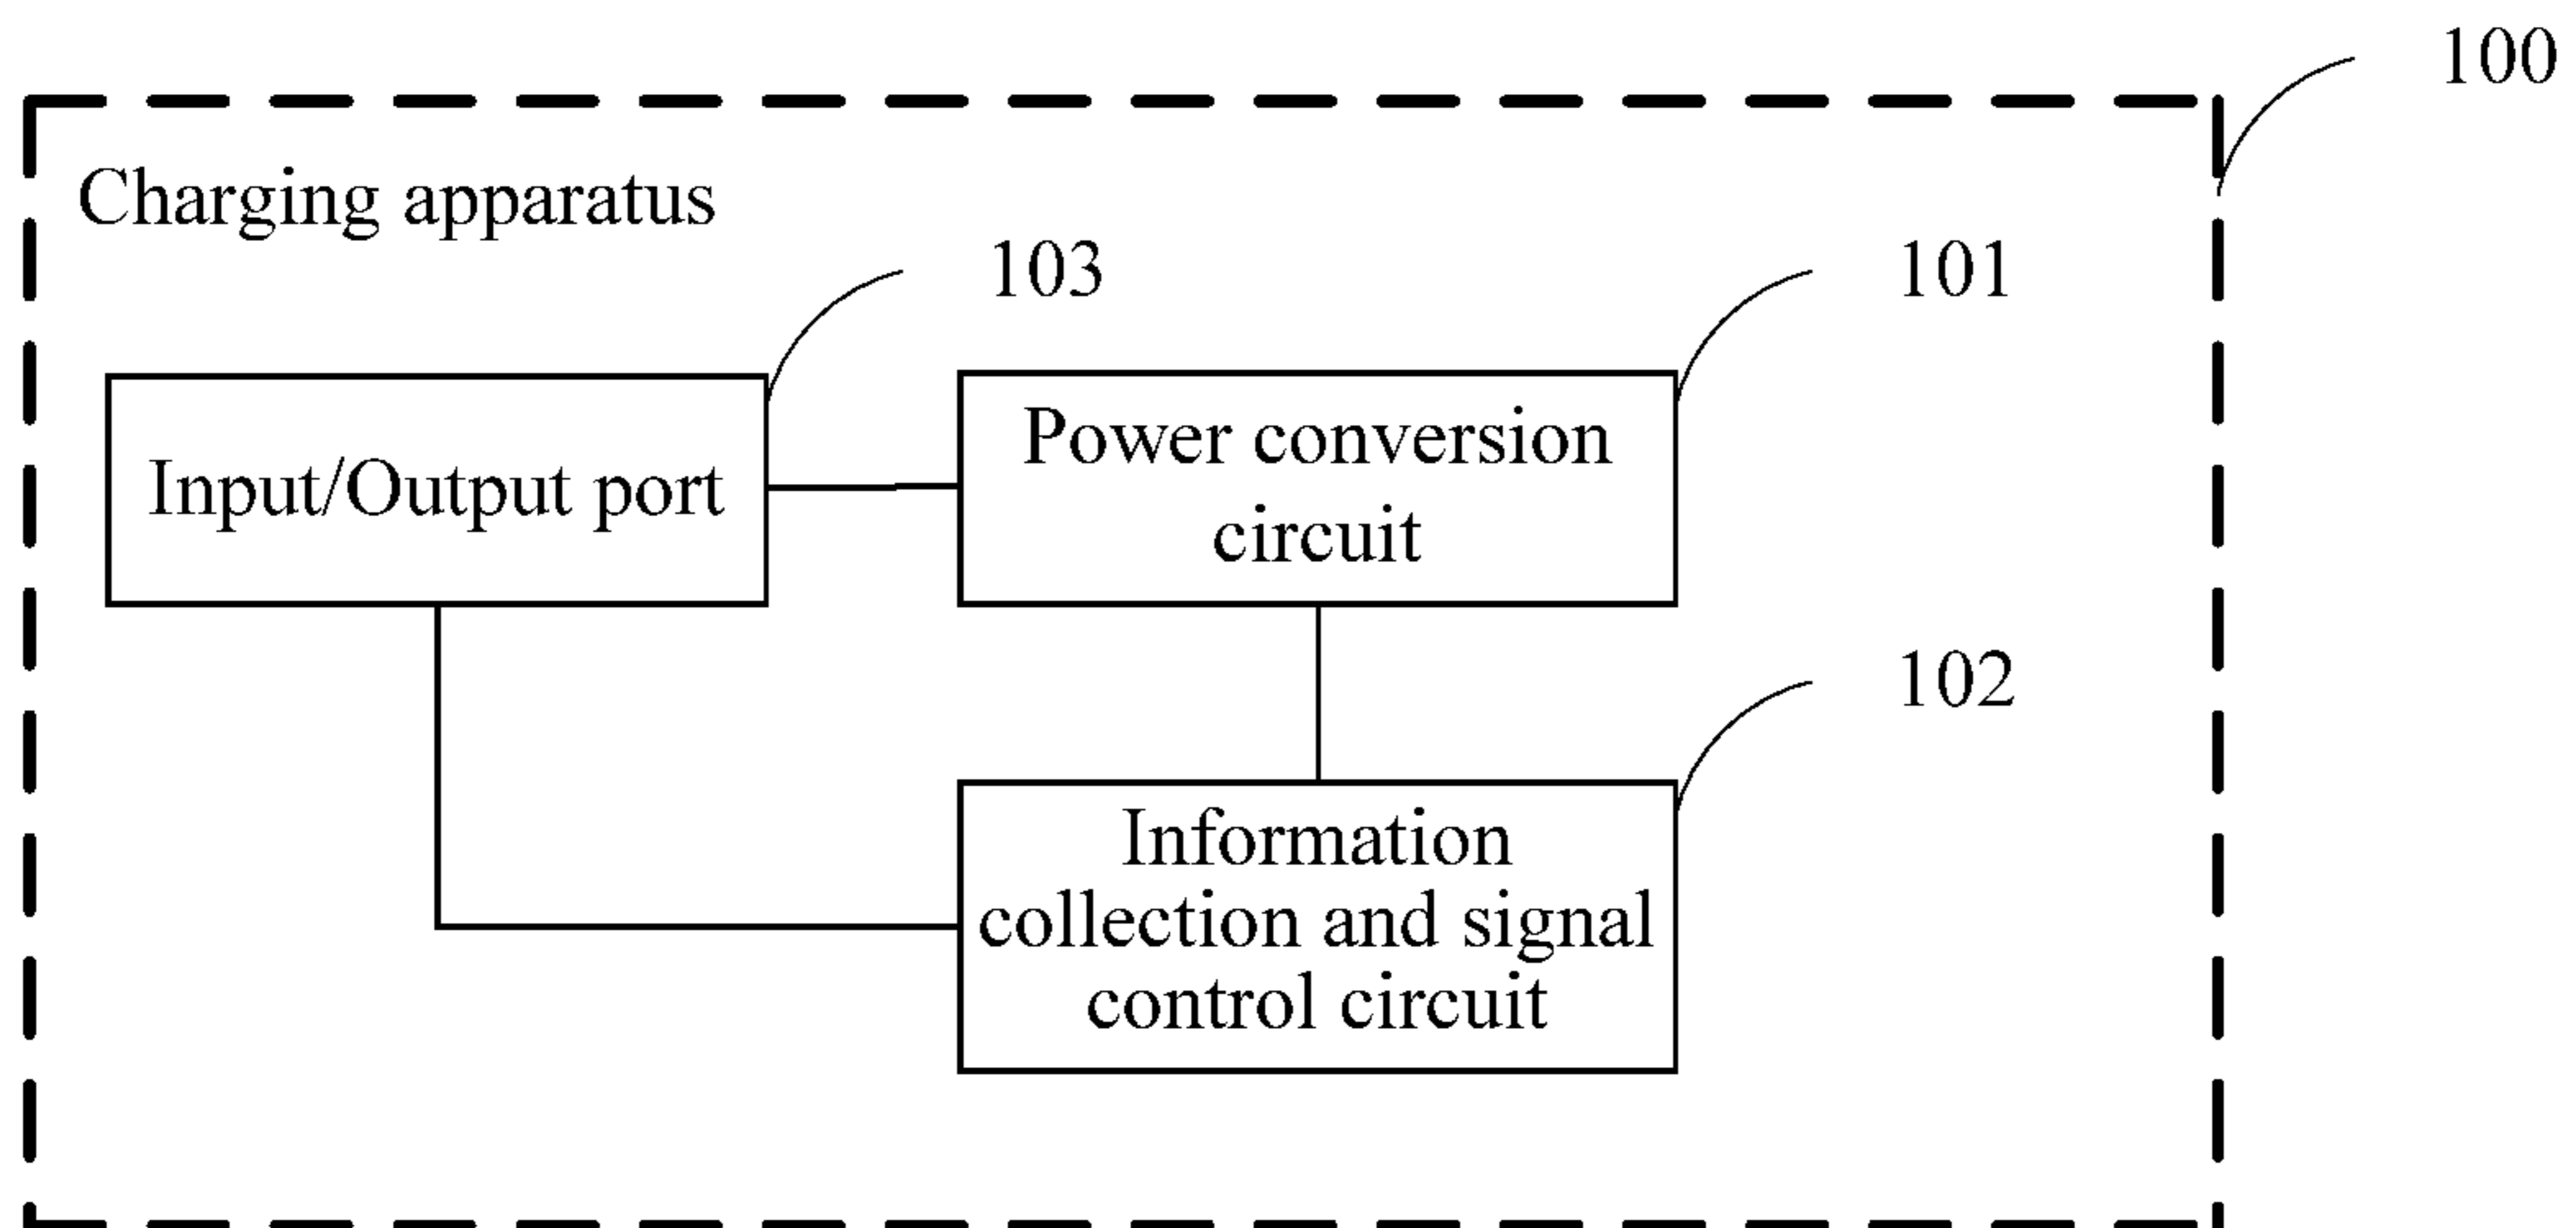 100
Charging apparatus
103
101
Input/Output port
Power conversion
circuit
102
Information
collection and signal
control circuit